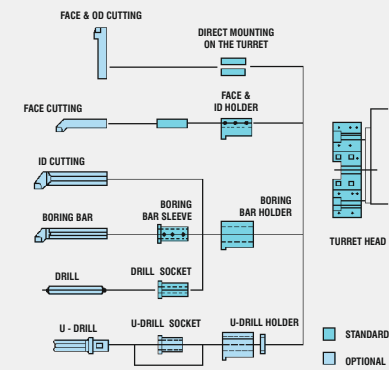 FACE & OD CUTTING
DIRECT MOUNTING
ON THE TURRET
FACE CUTTING
FACE &
ID HOLDER
ID CUTTING
BORING BAR
BORING
BAR SLEEVE
BORING
BAR HOLDER
TURRET HEAD
DRILL
DRILL SOCKET
U - DRILL
U-DRILL SOCKET
U-DRILL HOLDER
STANDARD
OPTIONAL